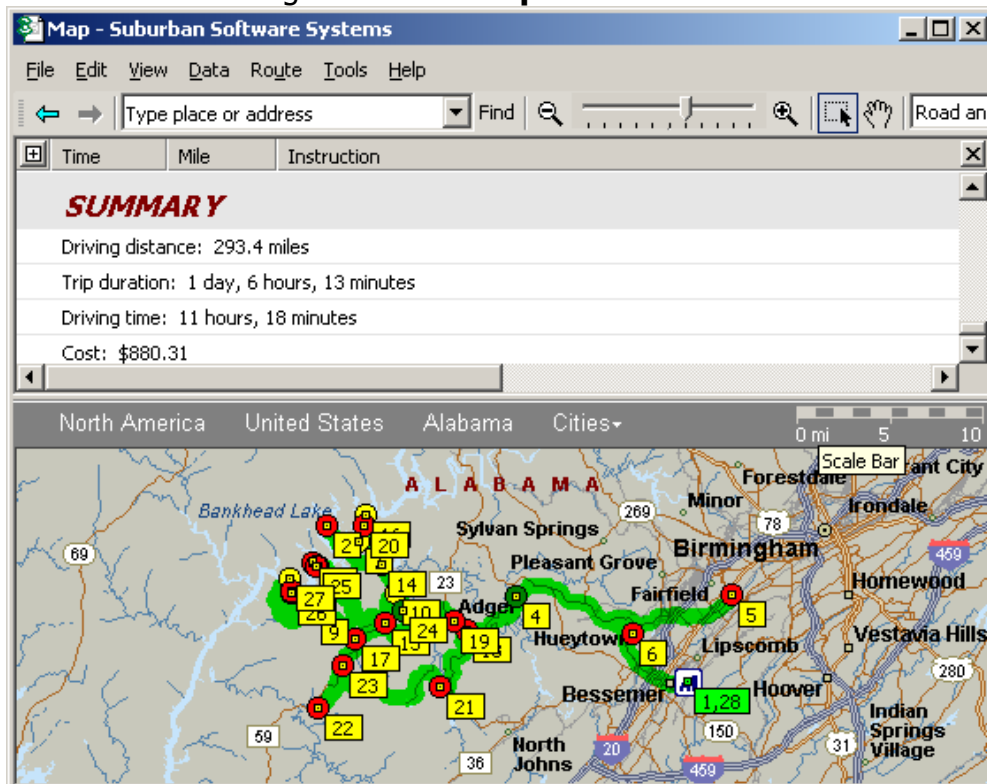 Map - Suburban Software Systems
File Edit View Data Route Tools Help
Type place or address Find Road an
Time Mile Instruction
SUMMARY
Driving distance: 293.4 miles
Trip duration: 1 day, 6 hours, 13 minutes
Driving time: 11 hours, 18 minutes
Cost: $880.31
North America United States Alabama Cities
0 mi 5 10
Scale Bar
ant City
Forestdale
ALABAMA
Minor
Irondale
Bankhead Lake
269
Sylvan Springs
78
20
Birmingham
69
Pleasant Grove
459
25
14
23
Fairfield
Homewood
27
Adger
4
5
9
24
19
Hueytown
6
Lipscomb
Vestavia Hills
17
280
23
21
Bessemer
1,28
Hoover
22
150
Indian
Springs
Village
59
North
Johns
20
31
36
459